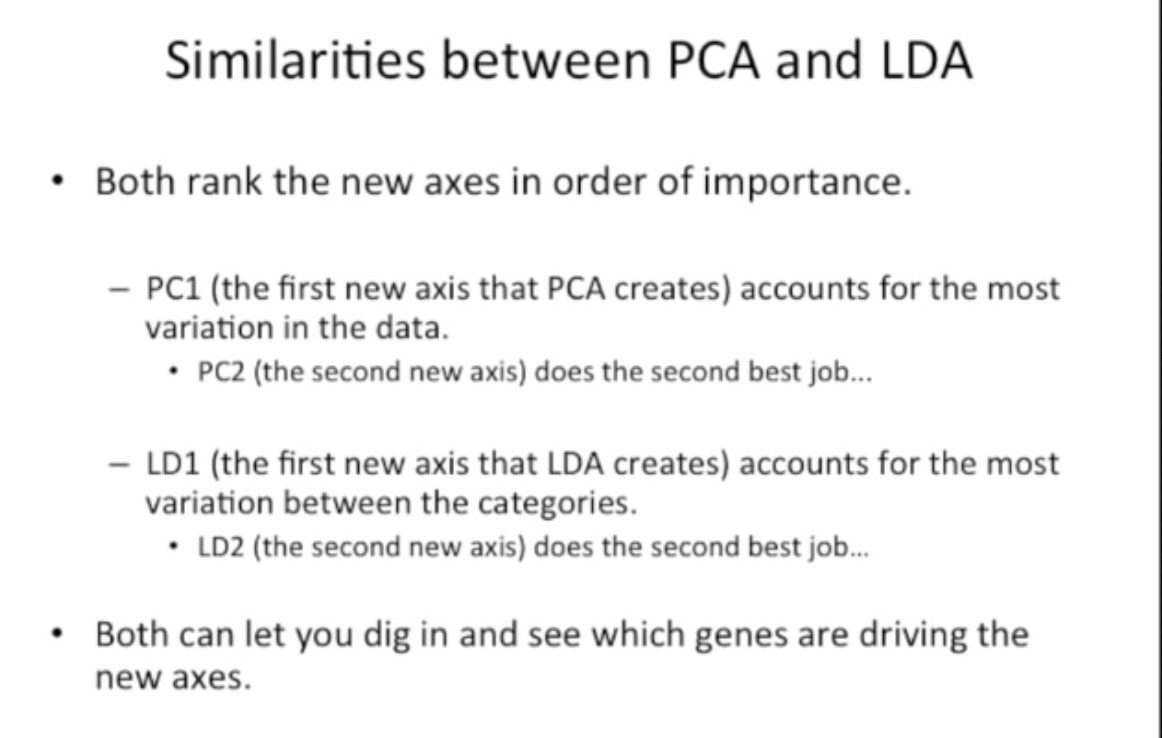 Similarities between PCA and LDA
• Both rank the new axes in order of importance.
– PC1 (the first new axis that PCA creates) accounts for the most
variation in the data.
• PC2 (the second new axis) does the second best job...
– LD1 (the first new axis that LDA creates) accounts for the most
variation between the categories.
• LD2 (the second new axis) does the second best job...
• Both can let you dig in and see which genes are driving the
new axes.